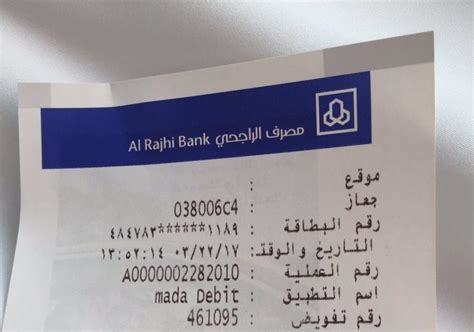 مصرف الراجحي Al Rajhi Bank
موقع :
جهاز : 038006c4
رقم البطاقة : ٤٨٤٧٨٣******١١٨٩
التاريخ والوقت: ٠٣/٢٢/١٧ ١٣:٥٢:١٤
رقم العملية : A0000002282010
اسم التطبيق : mada Debit
رقم تفويض : 461095